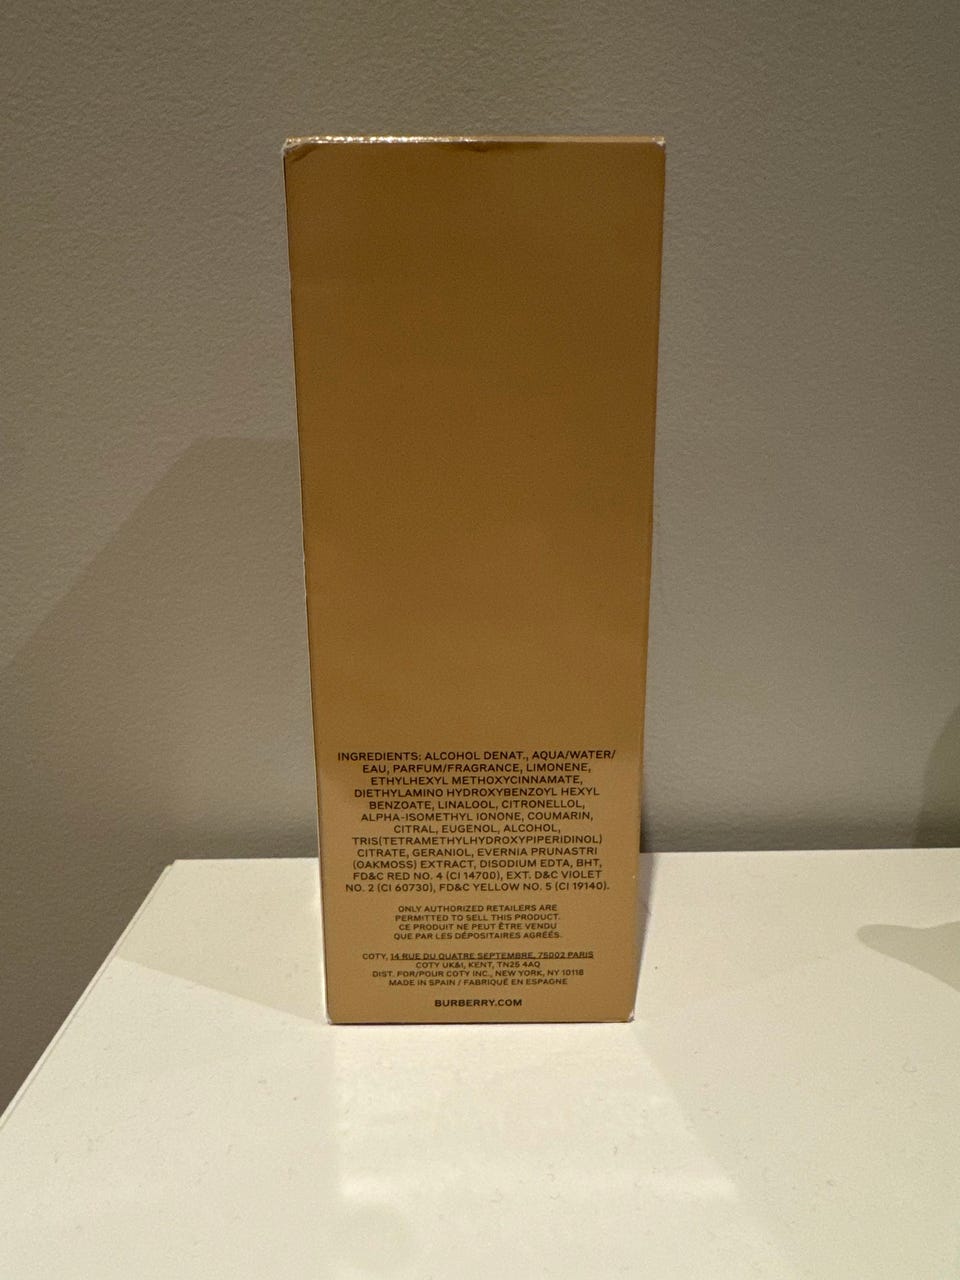 INGREDIENTS: ALCOHOL DENAT., AQUA/WATER/
EAU, PARFUM/FRAGRANCE, LIMONENE,
ETHYLHEXYL METHOXYCINNAMATE,
DIETHYLAMINO HYDROXYBENZOYL HEXYL
BENZOATE, LINALOOL, CITRONELLOL,
ALPHA-ISOMETHYL IONONE, COUMARIN,
CITRAL, EUGENOL, ALCOHOL,
TRIS(TETRAMETHYLHYDROXYPIPERIDINOL)
CITRATE, GERANIOL, EVERNIA PRUNASTRI
(OAKMOSS) EXTRACT, DISODIUM EDTA, BHT,
FD&C RED NO. 4 (CI 14700), EXT. D&C VIOLET
NO. 2 (CI 60730), FD&C YELLOW NO. 5 (CI 19140).
ONLY AUTHORIZED RETAILERS ARE
PERMITTED TO SELL THIS PRODUCT.
CE PRODUIT NE PEUT ÊTRE VENDU
QUE PAR LES DÉPOSITAIRES AGRÉÉS.
COTY, 14 RUE DU QUATRE SEPTEMBRE, 75002 PARIS
COTY UK&I, KENT, TN25 4AQ
DIST. FOR/POUR COTY INC., NEW YORK, NY 10118
MADE IN SPAIN / FABRIQUÉ EN ESPAGNE
BURBERRY.COM